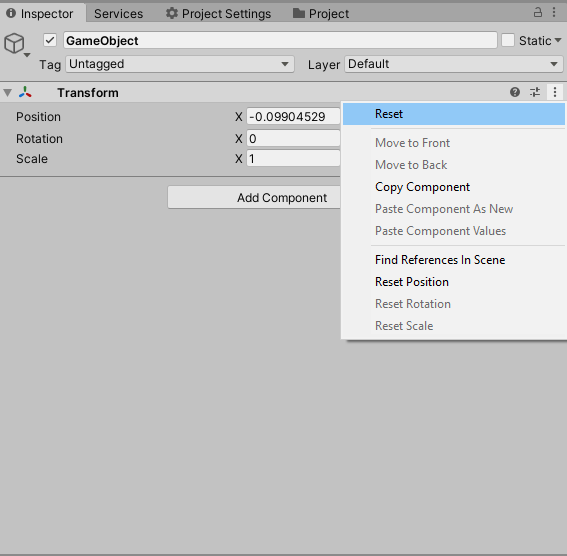 Inspector Services Project Settings Project
GameObject Static
Tag Untagged Layer Default
Transform
Position X -0.09904529
Rotation X 0
Scale X 1
Add Component
Reset
Move to Front
Move to Back
Copy Component
Paste Component As New
Paste Component Values
Find References In Scene
Reset Position
Reset Rotation
Reset Scale